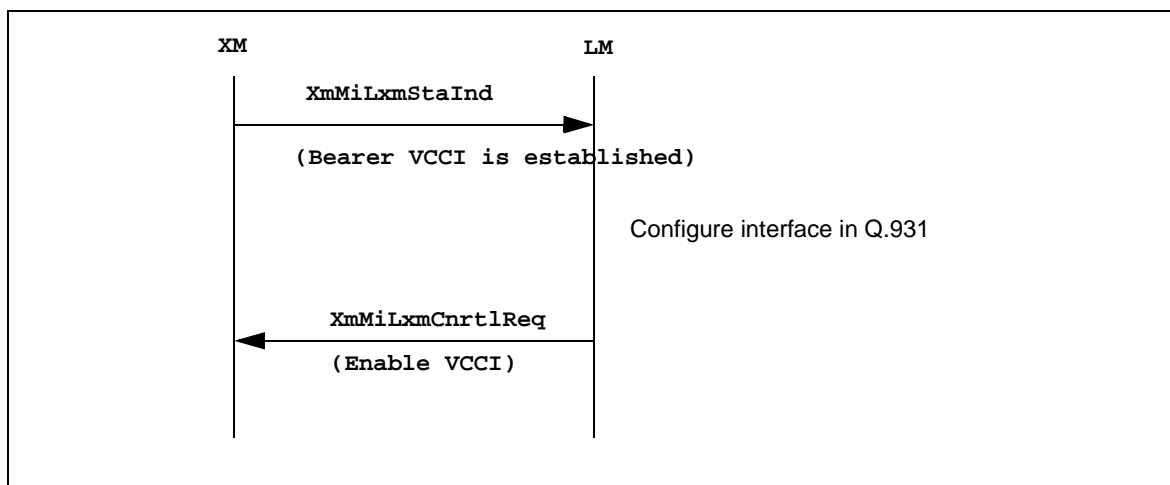 XM
LM
XmMiLxmStaInd
(Bearer VCCI is established)
Configure interface in Q.931
XmMiLxmCnrtlReq
(Enable VCCI)